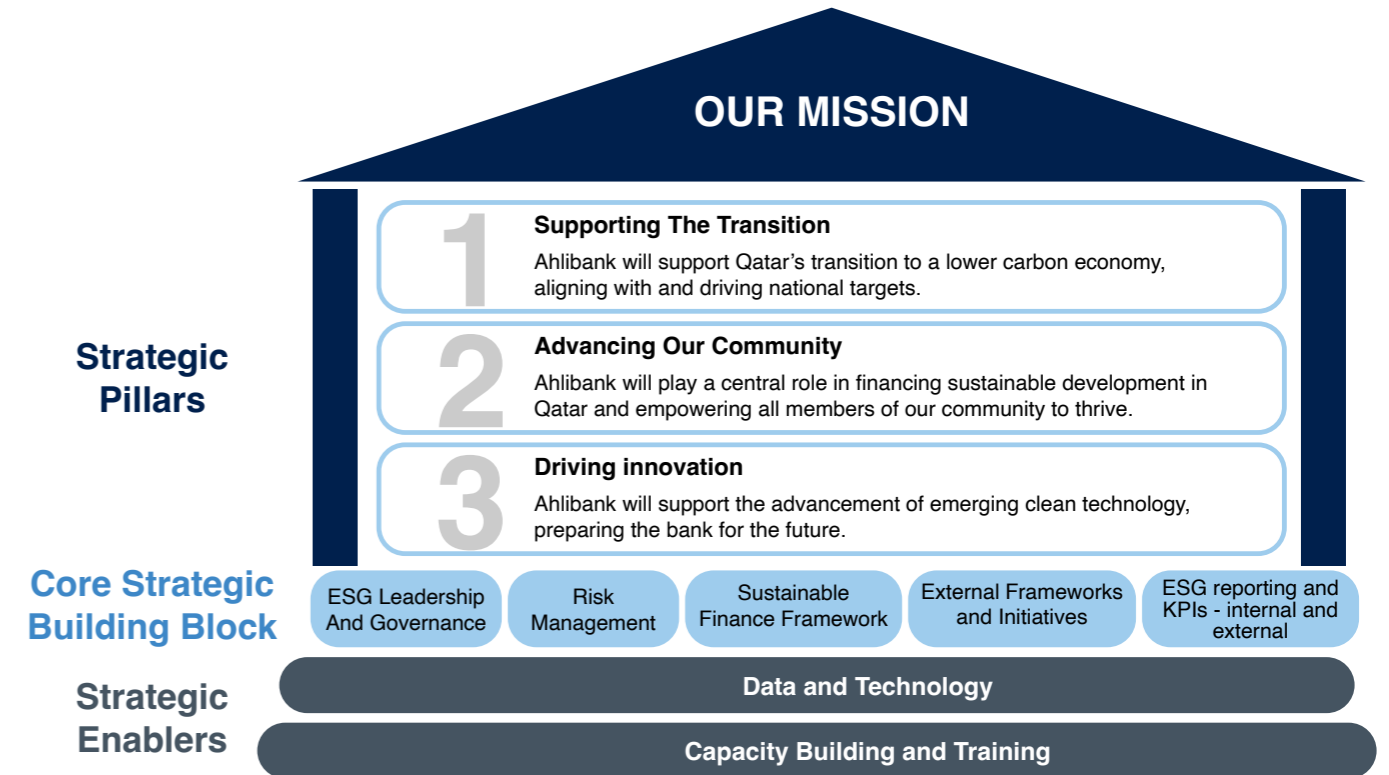 OUR MISSION
Strategic
Pillars
1
Supporting The Transition
Ahlibank will support Qatar's transition to a lower carbon economy,
aligning with and driving national targets.
2
Advancing Our Community
Ahlibank will play a central role in financing sustainable development in
Qatar and empowering all members of our community to thrive.
3
Driving innovation
Ahlibank will support the advancement of emerging clean technology,
preparing the bank for the future.
Core Strategic
Building Block
ESG Leadership
And Governance
Risk
Management
Sustainable
Finance Framework
External Frameworks
and Initiatives
ESG reporting and
KPIs - internal and
external
Strategic
Enablers
Data and Technology
Capacity Building and Training